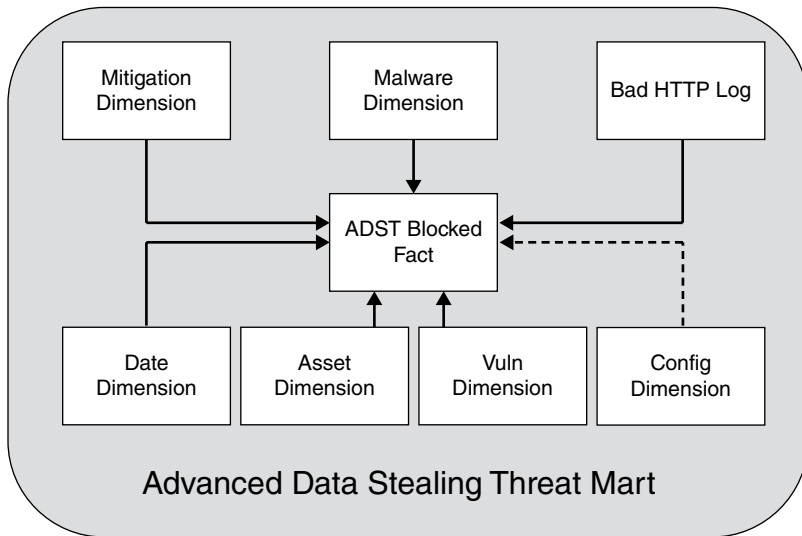 Mitigation
Dimension
Malware
Dimension
Bad HTTP Log
ADST Blocked
Fact
Date
Dimension
Asset
Dimension
Vuln
Dimension
Config
Dimension
Advanced Data Stealing Threat Mart